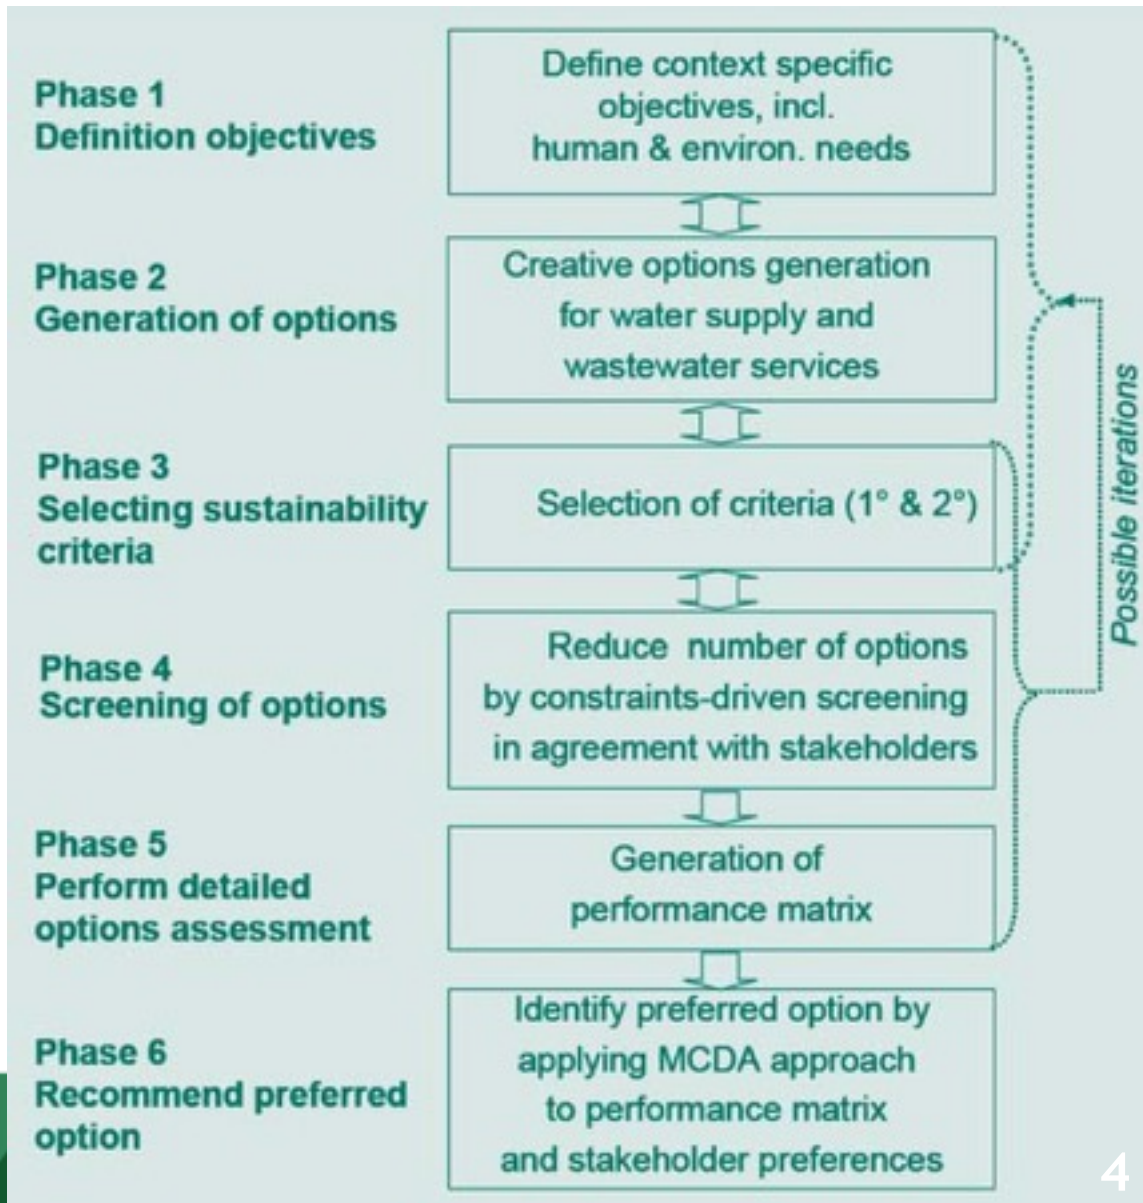 Phase 1
Definition objectives
Define context specific
objectives, incl.
human & environ. needs
Phase 2
Generation of options
Creative options generation
for water supply and
wastewater services
Phase 3
Selecting sustainability
criteria
Selection of criteria (1° & 2°)
Phase 4
Screening of options
Reduce number of options
by constraints-driven screening
in agreement with stakeholders
Phase 5
Perform detailed
options assessment
Generation of
performance matrix
Phase 6
Recommend preferred
option
Identify preferred option by
applying MCDA approach
to performance matrix
and stakeholder preferences
Possible iterations
4